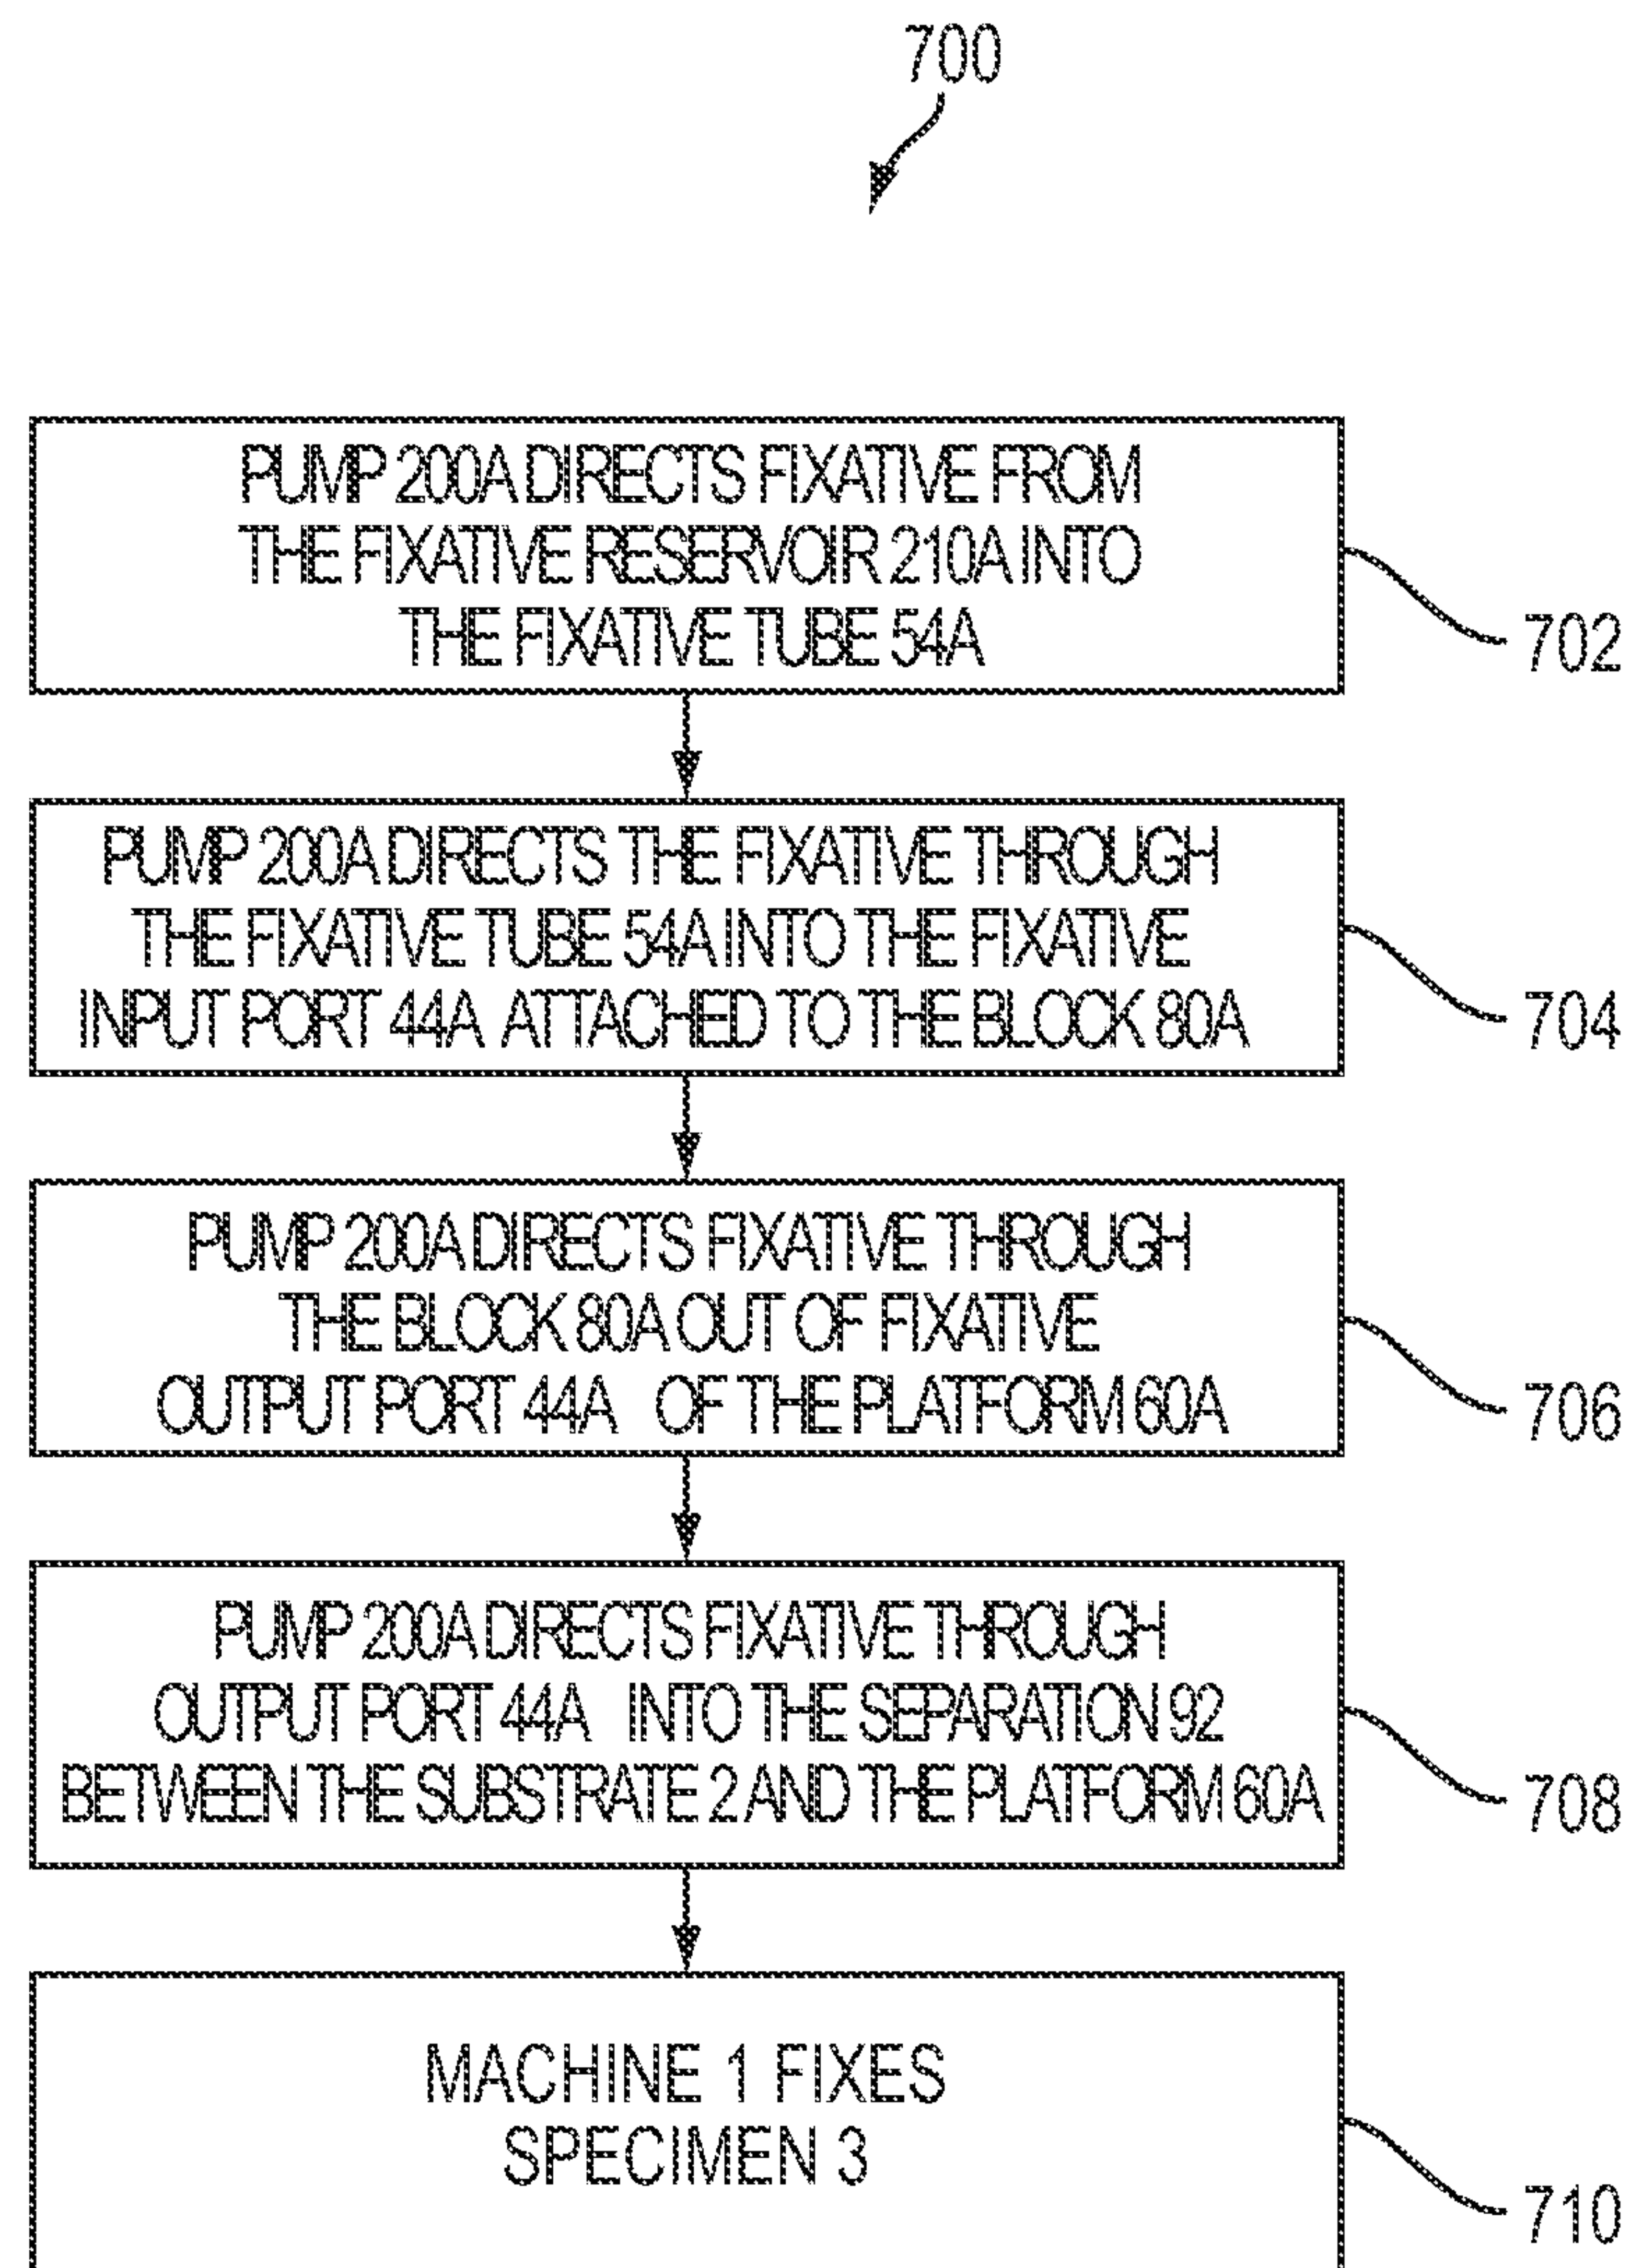 700
PUMP 200A DIRECTS FIXATIVE FROM
THE FIXATIVE RESERVOIR 210A INTO
THE FIXATIVE TUBE 54A
702
PUMP 200A DIRECTS THE FIXATIVE THROUGH
THE FIXATIVE TUBE 54A INTO THE FIXATIVE
INPUT PORT 44A ATTACHED TO THE BLOCK 80A
704
PUMP 200A DIRECTS FIXATIVE THROUGH
THE BLOCK 80A OUT OF FIXATIVE
OUTPUT PORT 44A OF THE PLATFORM 60A
706
PUMP 200A DIRECTS FIXATIVE THROUGH
OUTPUT PORT 44A INTO THE SEPARATION 92
BETWEEN THE SUBSTRATE 2 AND THE PLATFORM 60A
708
MACHINE 1 FIXES
SPECIMEN 3
710